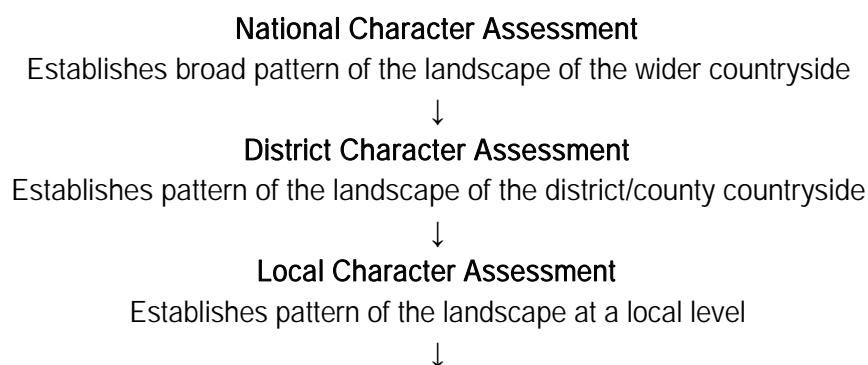 National Character Assessment
Establishes broad pattern of the landscape of the wider countryside
↓
District Character Assessment
Establishes pattern of the landscape of the district/county countryside
↓
Local Character Assessment
Establishes pattern of the landscape at a local level
↓